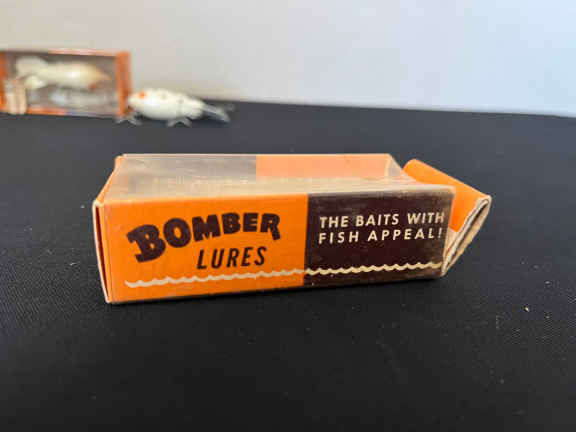 BOMBER
LURES
THE BAITS WITH
FISH APPEAL!